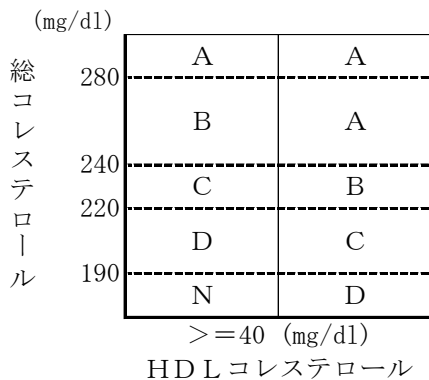 (mg/dl)
総コレステロール
280
240
220
190
A A
B A
C B
D C
N D
>=40 (mg/dl)
HDLコレステロール